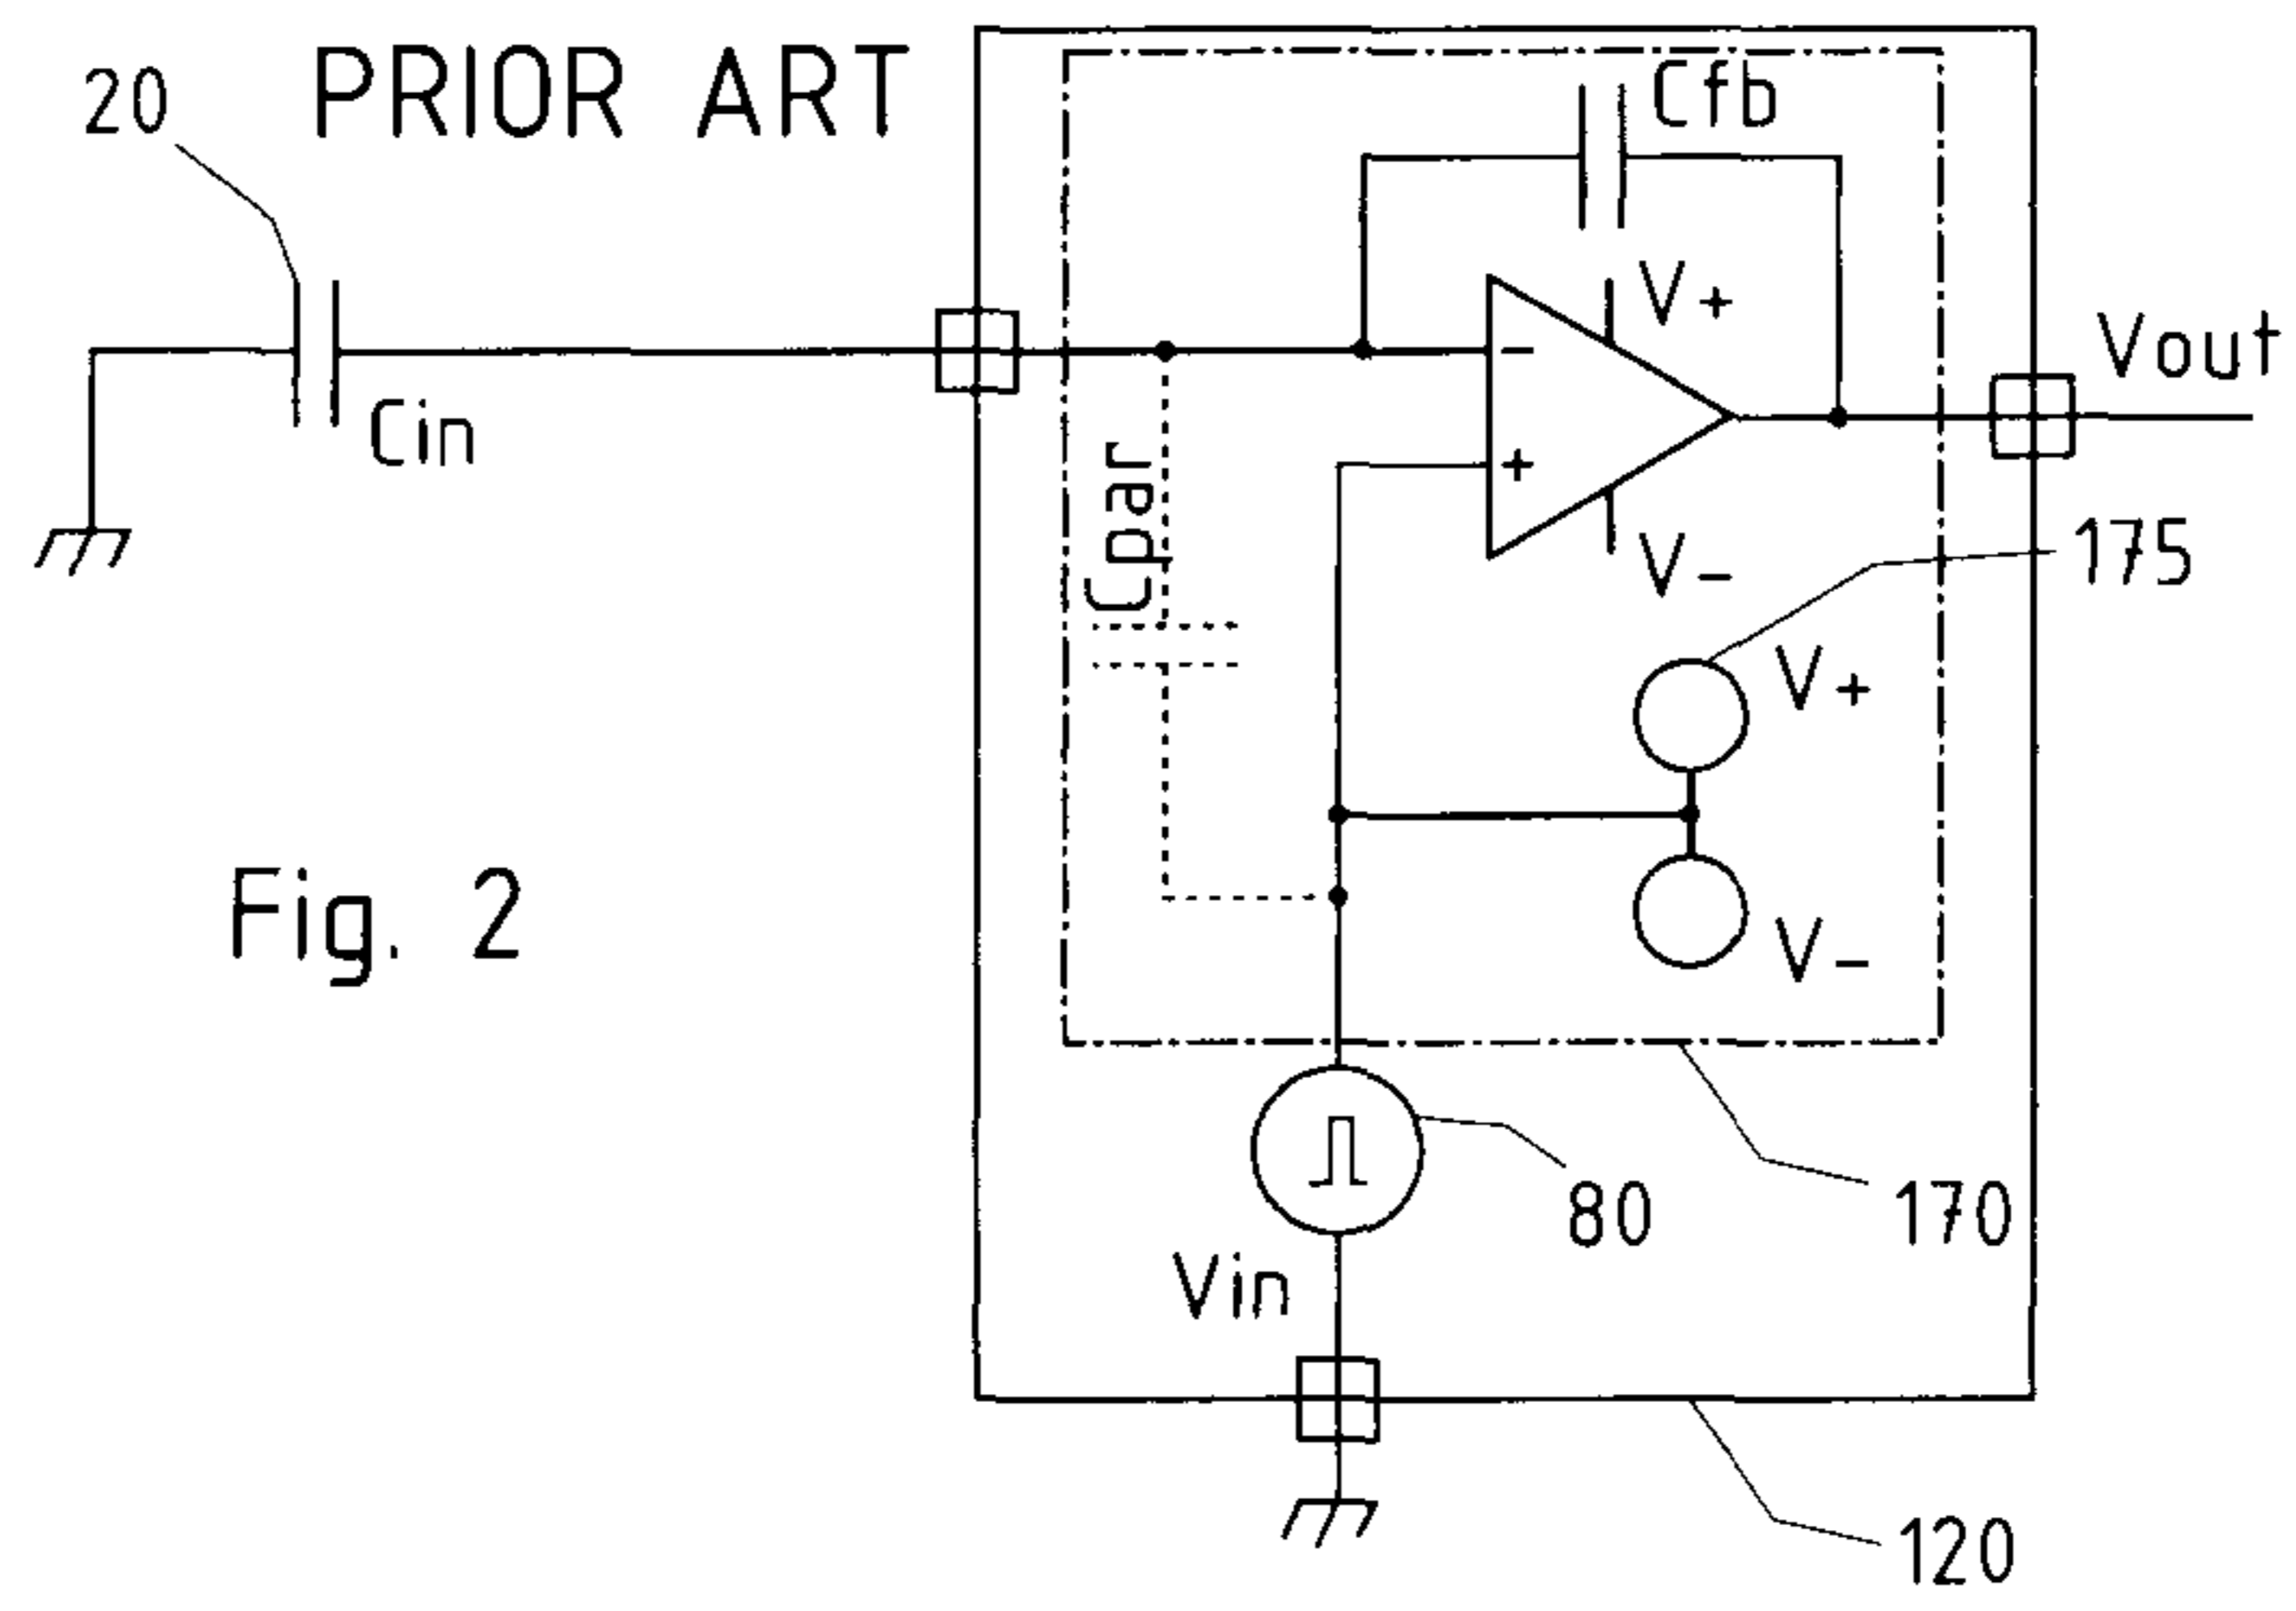 PRIOR ART
20
Cfb
V+
-
Vout
Cin
+
Cpar
V-
175
V+
Fig. 2
V-
80
170
Vin
120